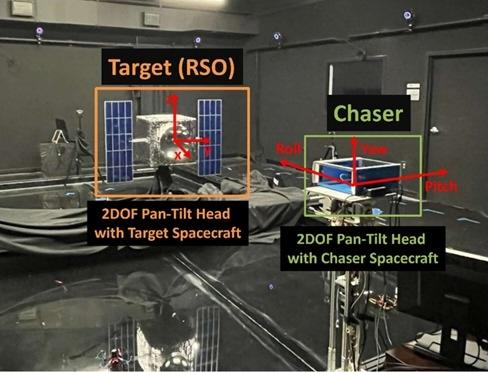 Target (RSO)
z
x
y
2DOF Pan-Tilt Head
with Target Spacecraft
Chaser
Roll
Yaw
Pitch
2DOF Pan-Tilt Head
with Chaser Spacecraft